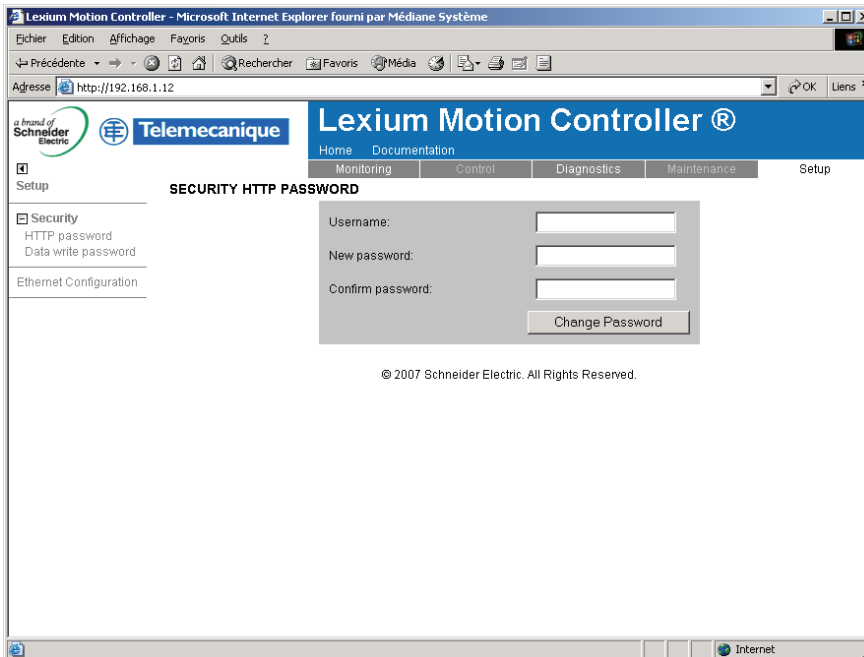 Lexium Motion Controller - Microsoft Internet Explorer fourni par Médiane Système
Fichier Edition Affichage Favoris Outils ?
Précédente Rechercher Favoris Média
Adresse http://192.168.1.12 OK Liens
a brand of
Schneider
Electric
Telemecanique
Lexium Motion Controller ®
Home Documentation
Monitoring Control Diagnostics Maintenance Setup
Setup
SECURITY HTTP PASSWORD
Security
HTTP password
Data write password
Ethernet Configuration
Username:
New password:
Confirm password:
Change Password
© 2007 Schneider Electric. All Rights Reserved.
Internet